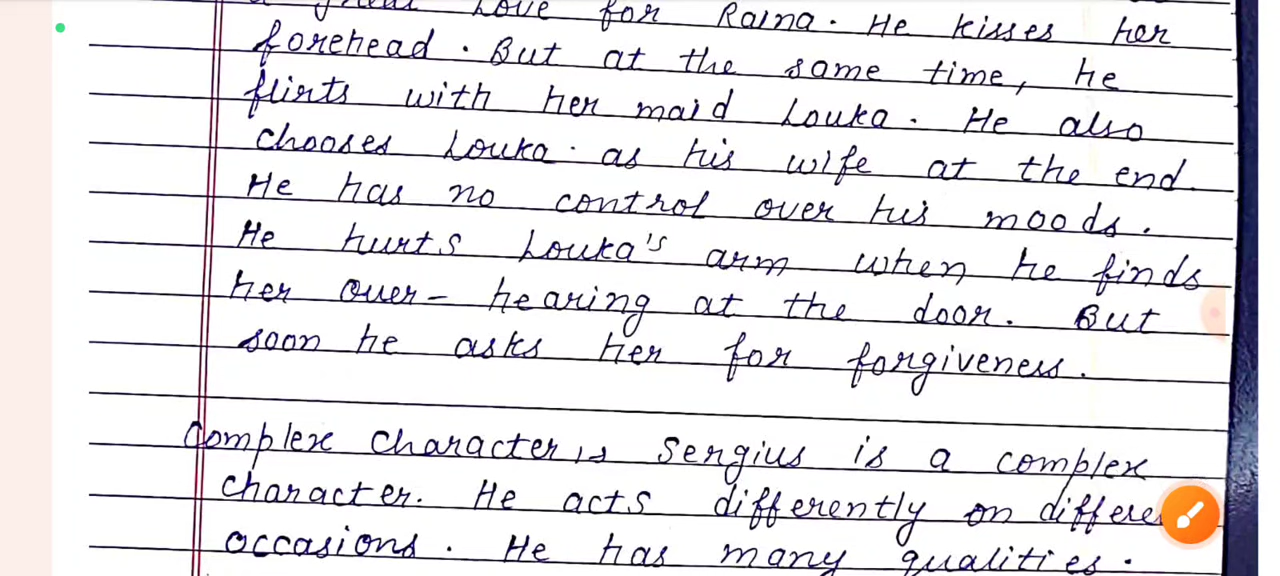 great love for Raina. He kisses her
forehead. But at the same time, he
flirts with her maid Louka. He also
chooses Louka. as his wife at the end
He has no control over his moods.
He hurts Louka's arm when he finds
her over-hearing at the door. But
soon he asks her for forgiveness.
Complex character is Sergius is a complex
character. He acts differently on differe
occasions. He has many qualities.